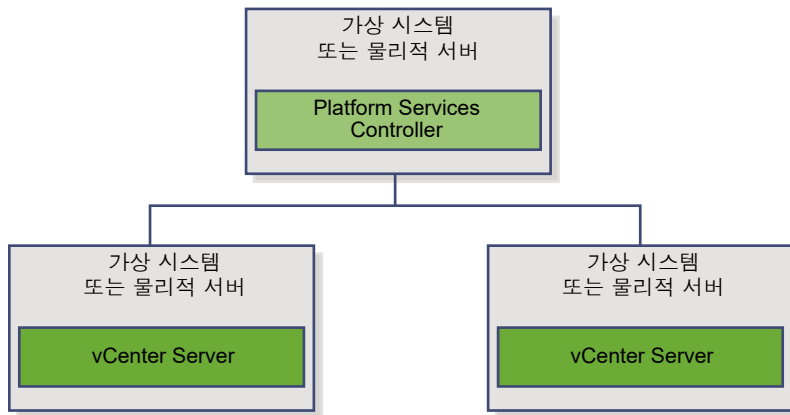 가상 시스템
또는 물리적 서버
Platform Services
Controller
가상 시스템
또는 물리적 서버
vCenter Server
가상 시스템
또는 물리적 서버
vCenter Server